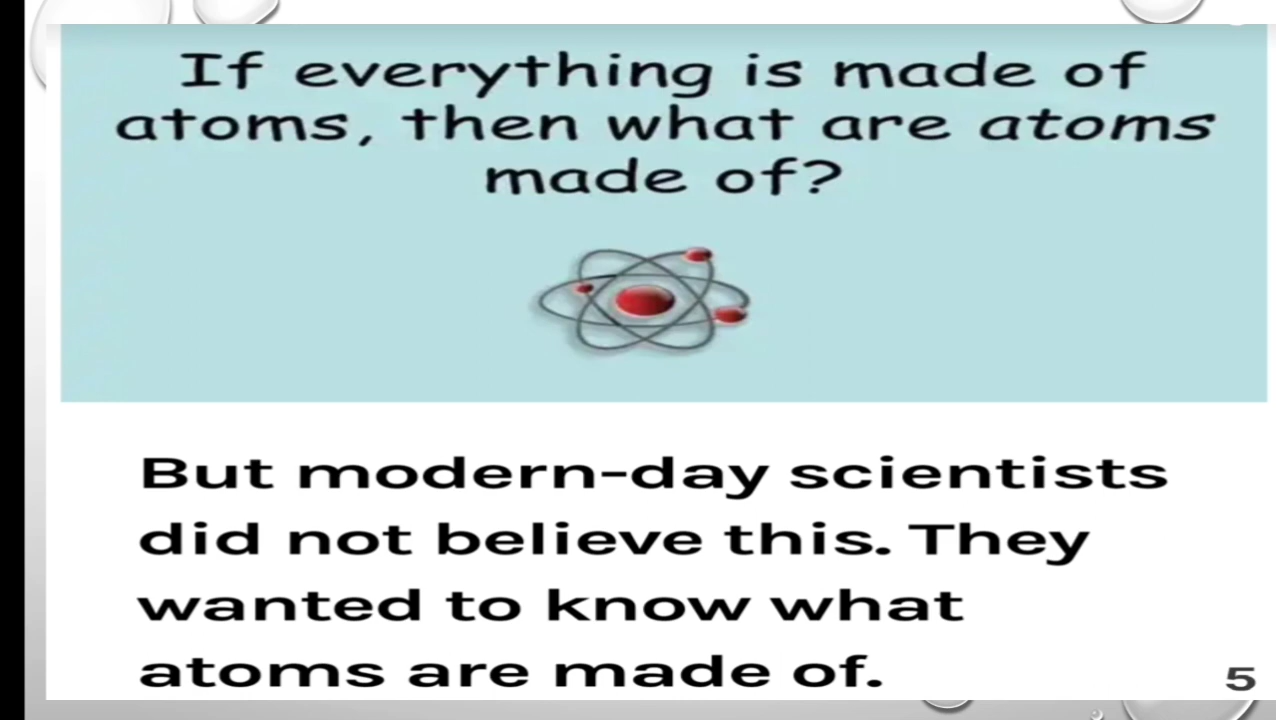 If everything is made of
atoms, then what are atoms
made of?
But modern-day scientists
did not believe this. They
wanted to know what
atoms are made of.
5